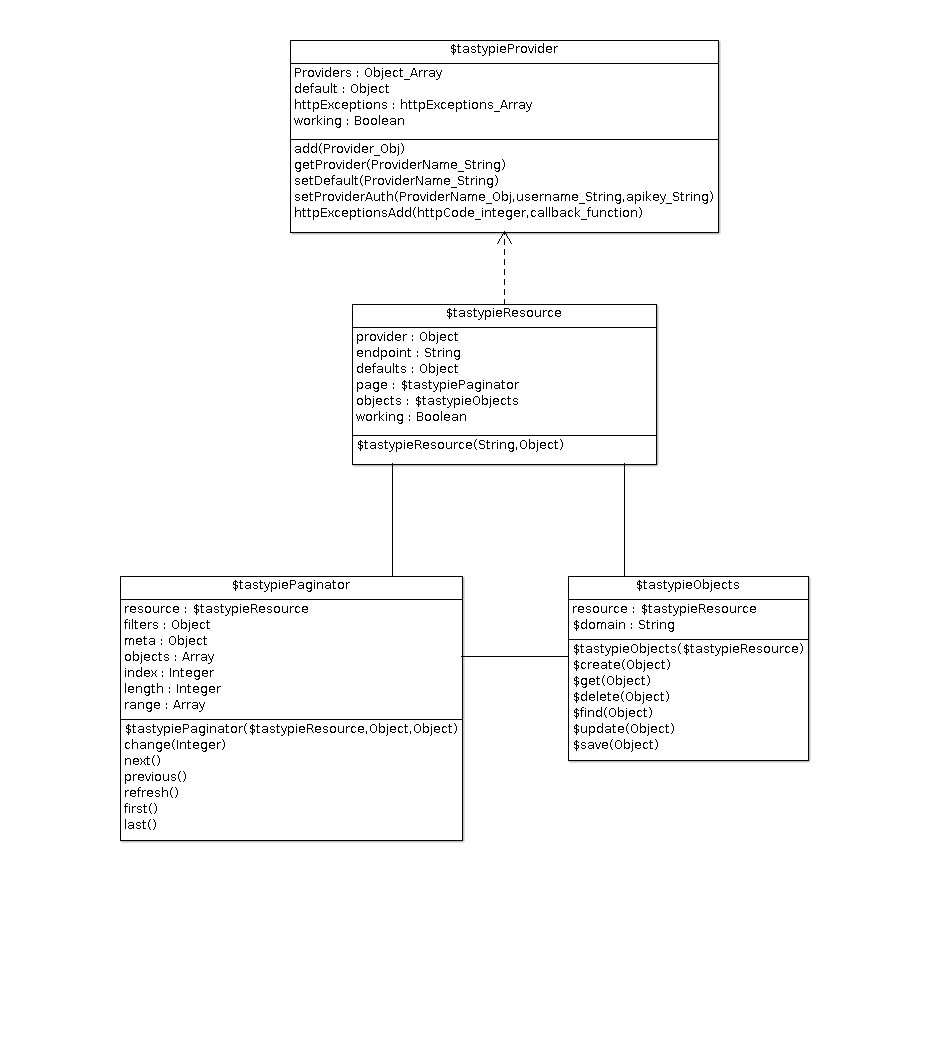 $tastypieProvider
Providers : Object_Array
default : Object
httpExceptions : httpExceptions_Array
working : Boolean
add(Provider_Obj)
getProvider(ProviderName_String)
setDefault(ProviderName_String)
setProviderAuth(ProviderName_Obj,username_String,apikey_String)
httpExceptionsAdd(httpCode_integer,callback_function)
$tastypieResource
provider : Object
endpoint : String
defaults : Object
page : $tastypiePaginator
objects : $tastypieObjects
working : Boolean
$tastypieResource(String,Object)
$tastypiePaginator
resource : $tastypieResource
filters : Object
meta : Object
objects : Array
index : Integer
length : Integer
range : Array
$tastypiePaginator($tastypieResource,Object,Object)
change(Integer)
next()
previous()
refresh()
first()
last()
$tastypieObjects
resource : $tastypieResource
$domain : String
$tastypieObjects($tastypieResource)
$create(Object)
$get(Object)
$delete(Object)
$find(Object)
$update(Object)
$save(Object)